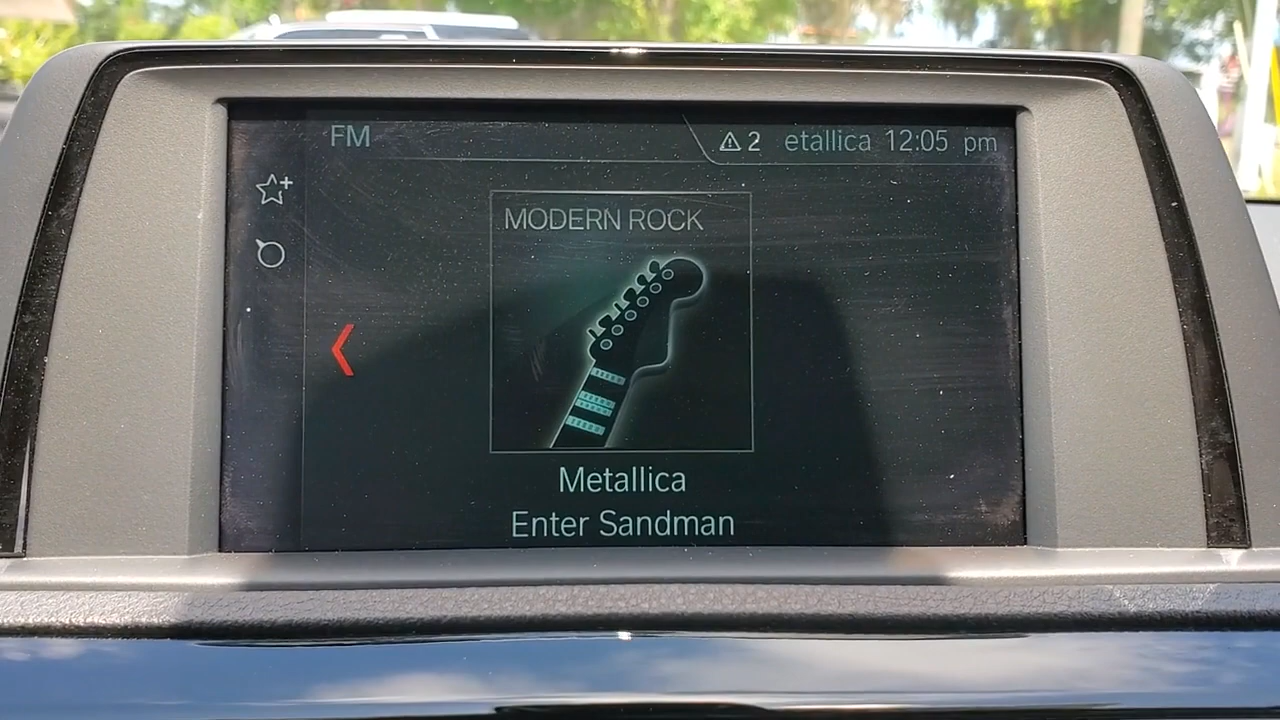 FM
2 etallica 12:05 pm
MODERN ROCK
Metallica
Enter Sandman